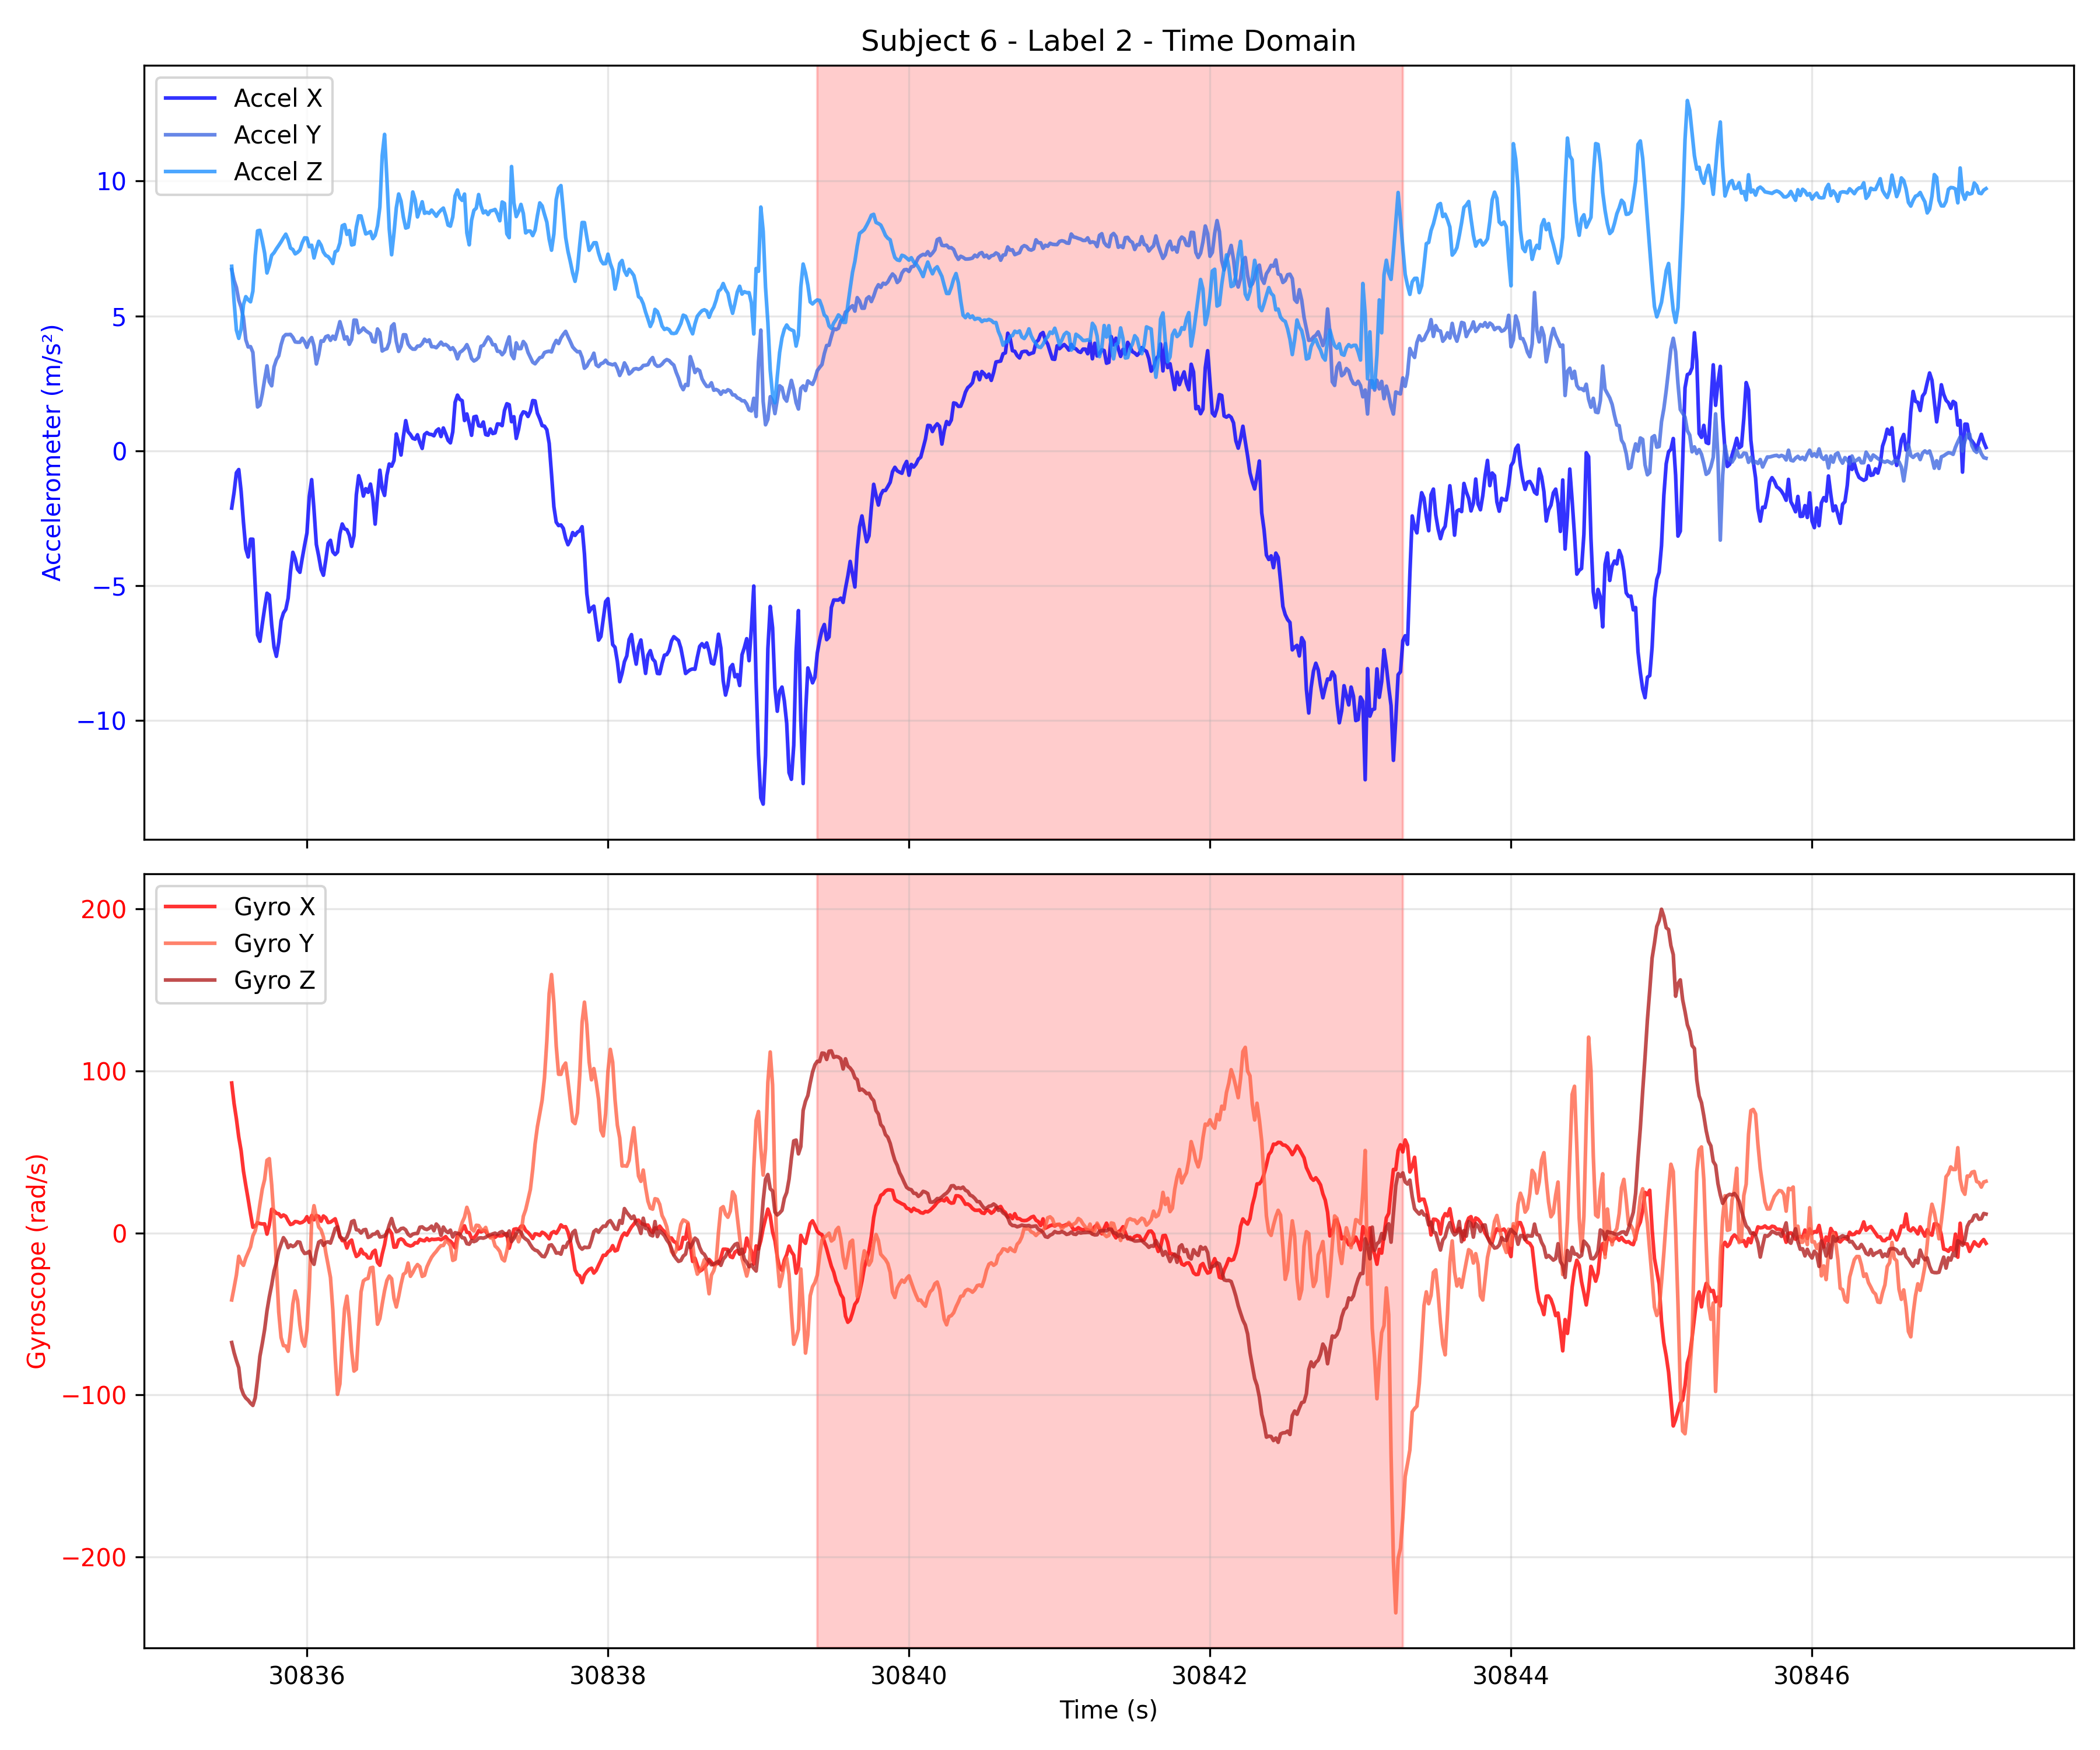 Subject 6 - Label 2 - Time Domain
Accel X
Accel Y
Accel Z
10
5
0
−5
−10
Accelerometer (m/s²)
Gyro X
Gyro Y
Gyro Z
200
100
0
−100
−200
Gyroscope (rad/s)
30836
30838
30840
30842
30844
30846
Time (s)